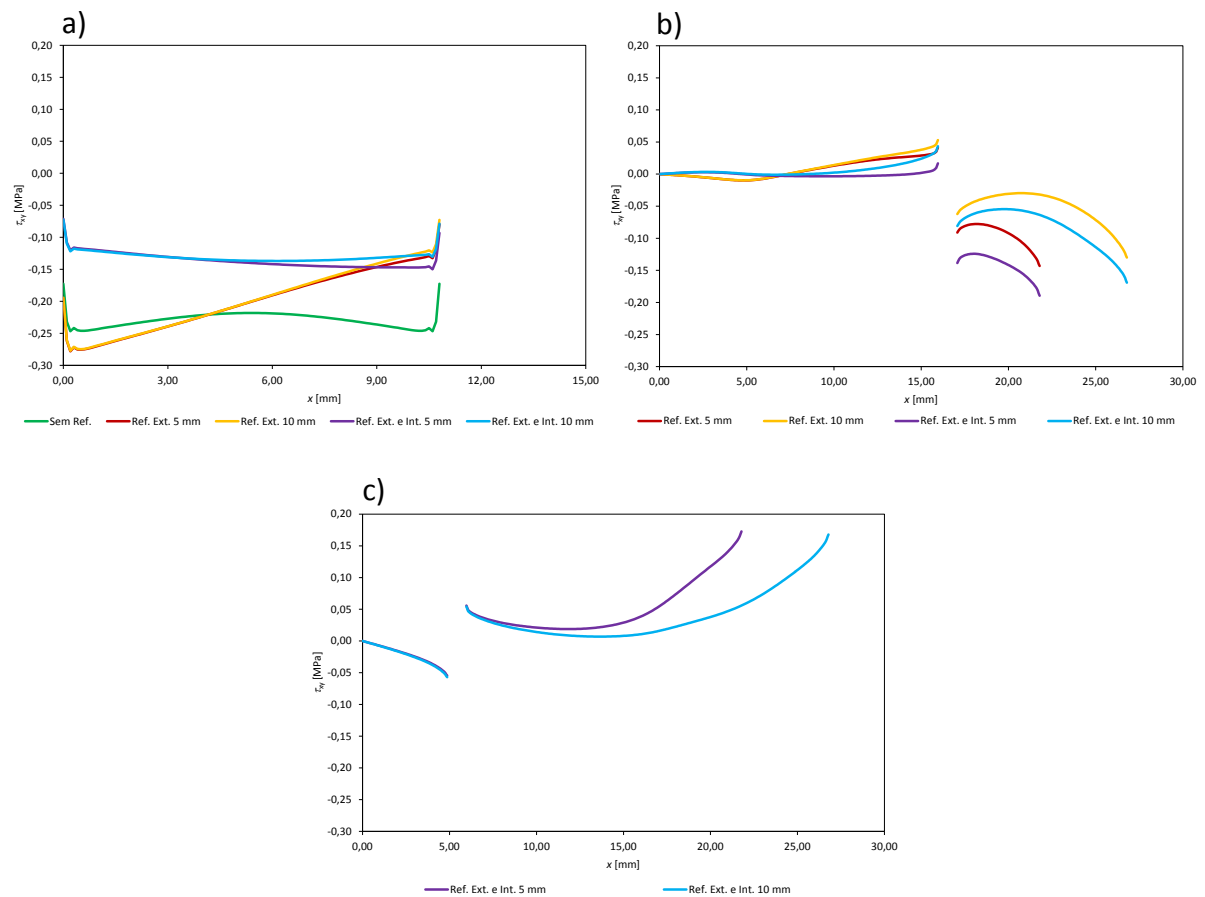 a)
0,20
0,15
0,10
0,05
0,00
-0,05
-0,10
-0,15
-0,20
-0,25
-0,30
τxy [MPa]
0,00 3,00 6,00 9,00 12,00 15,00
x [mm]
Sem Ref. Ref. Ext. 5 mm Ref. Ext. 10 mm Ref. Ext. e Int. 5 mm Ref. Ext. e Int. 10 mm
b)
0,20
0,15
0,10
0,05
0,00
-0,05
-0,10
-0,15
-0,20
-0,25
-0,30
τxy [MPa]
0,00 5,00 10,00 15,00 20,00 25,00 30,00
x [mm]
Ref. Ext. 5 mm Ref. Ext. 10 mm Ref. Ext. e Int. 5 mm Ref. Ext. e Int. 10 mm
c)
0,20
0,15
0,10
0,05
0,00
-0,05
-0,10
-0,15
-0,20
-0,25
-0,30
τxy [MPa]
0,00 5,00 10,00 15,00 20,00 25,00 30,00
x [mm]
Ref. Ext. e Int. 5 mm Ref. Ext. e Int. 10 mm